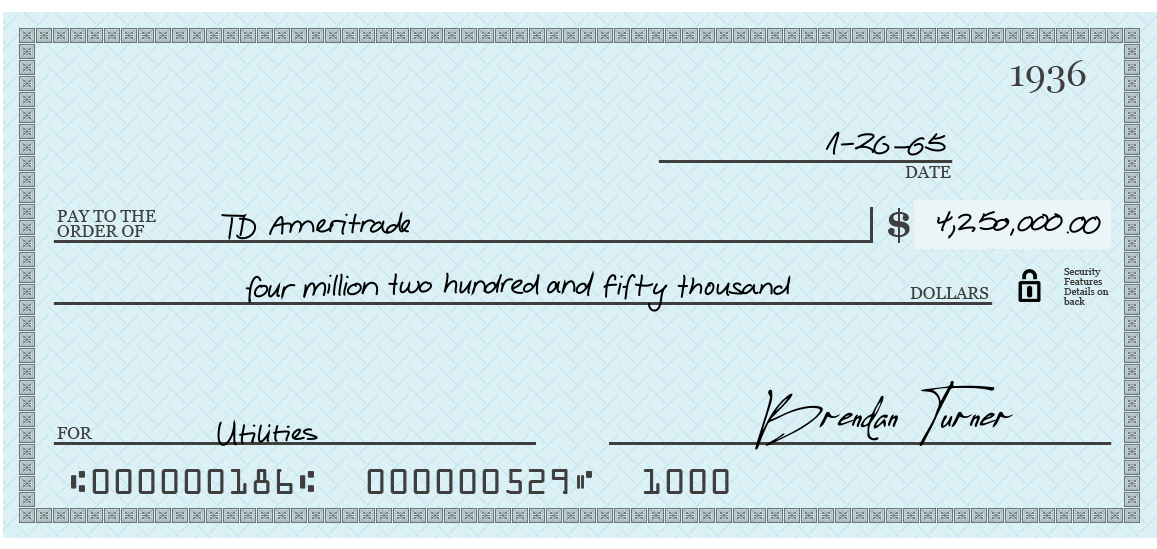 1936
1-26-65
DATE
PAY TO THE
ORDER OF TD Ameritrade $ 4,250,000.00
four million two hundred and fifty thousand DOLLARS
Security
Features
Details on
back
FOR Utilities Brendan Turner
⑆000000186⑆ 000000529⑈ 1000